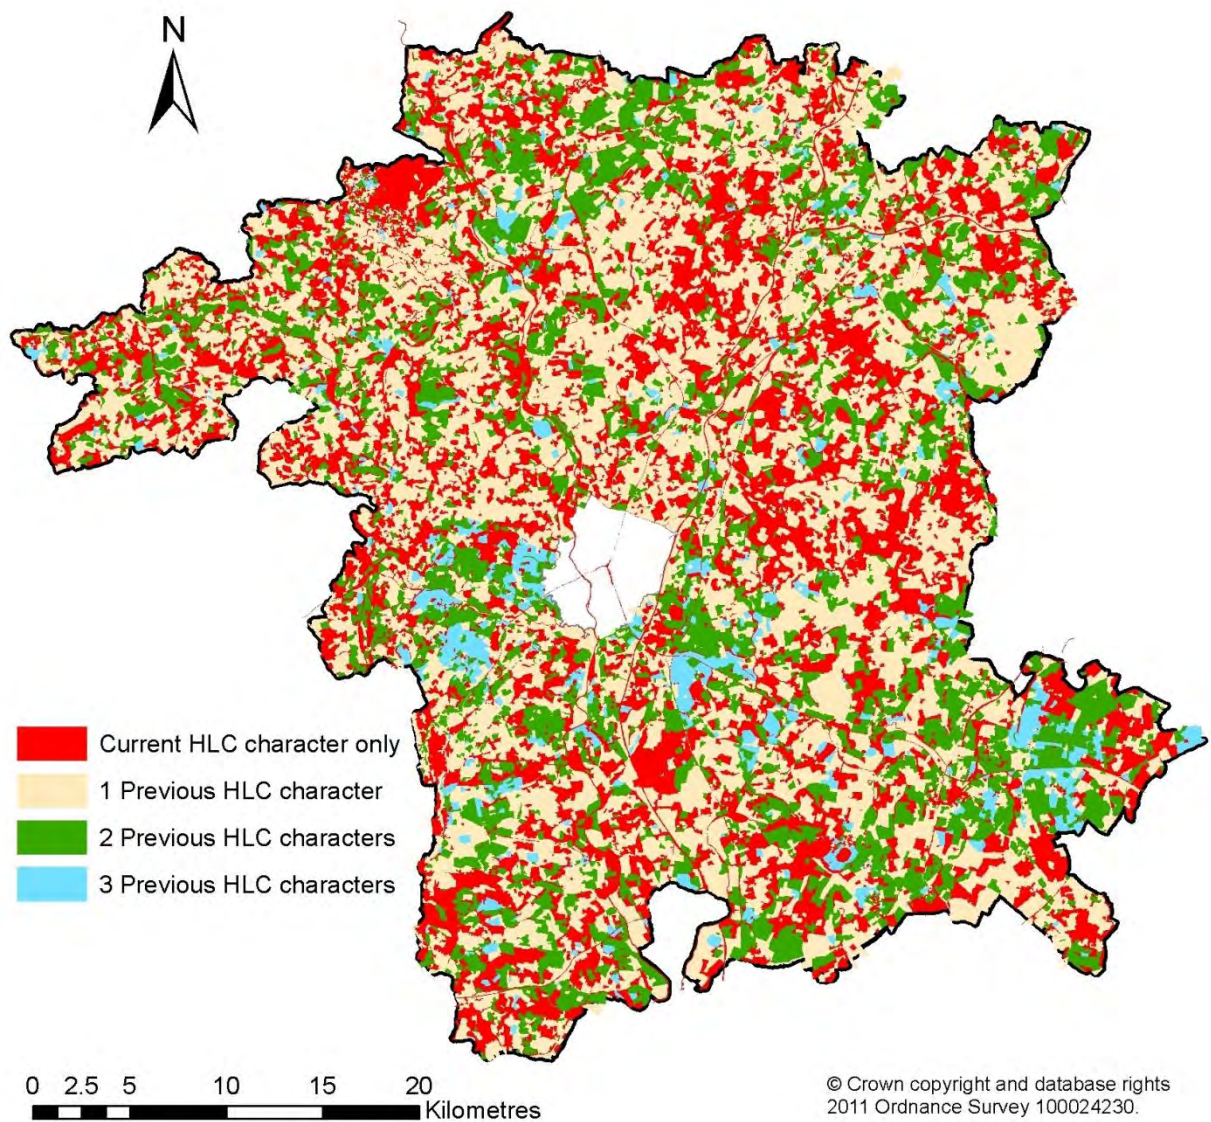 N
Current HLC character only
1 Previous HLC character
2 Previous HLC characters
3 Previous HLC characters
0 2.5 5 10 15 20
Kilometres
© Crown copyright and database rights
2011 Ordnance Survey 100024230.